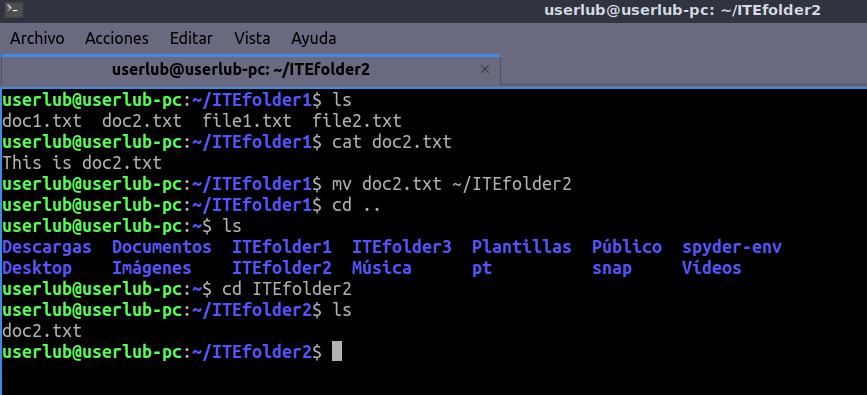 userlub@userlub-pc: ~/ITEfolder2
Archivo Acciones Editar Vista Ayuda
userlub@userlub-pc: ~/ITEfolder2 ×
userlub@userlub-pc:~/ITEfolder1$ ls
doc1.txt  doc2.txt  file1.txt  file2.txt
userlub@userlub-pc:~/ITEfolder1$ cat doc2.txt
This is doc2.txt
userlub@userlub-pc:~/ITEfolder1$ mv doc2.txt ~/ITEfolder2
userlub@userlub-pc:~/ITEfolder1$ cd ..
userlub@userlub-pc:~$ ls
Descargas  Documentos  ITEfolder1  ITEfolder3  Plantillas  Público  spyder-env
Desktop    Imágenes    ITEfolder2  Música      pt          snap     Vídeos
userlub@userlub-pc:~$ cd ITEfolder2
userlub@userlub-pc:~/ITEfolder2$ ls
doc2.txt
userlub@userlub-pc:~/ITEfolder2$